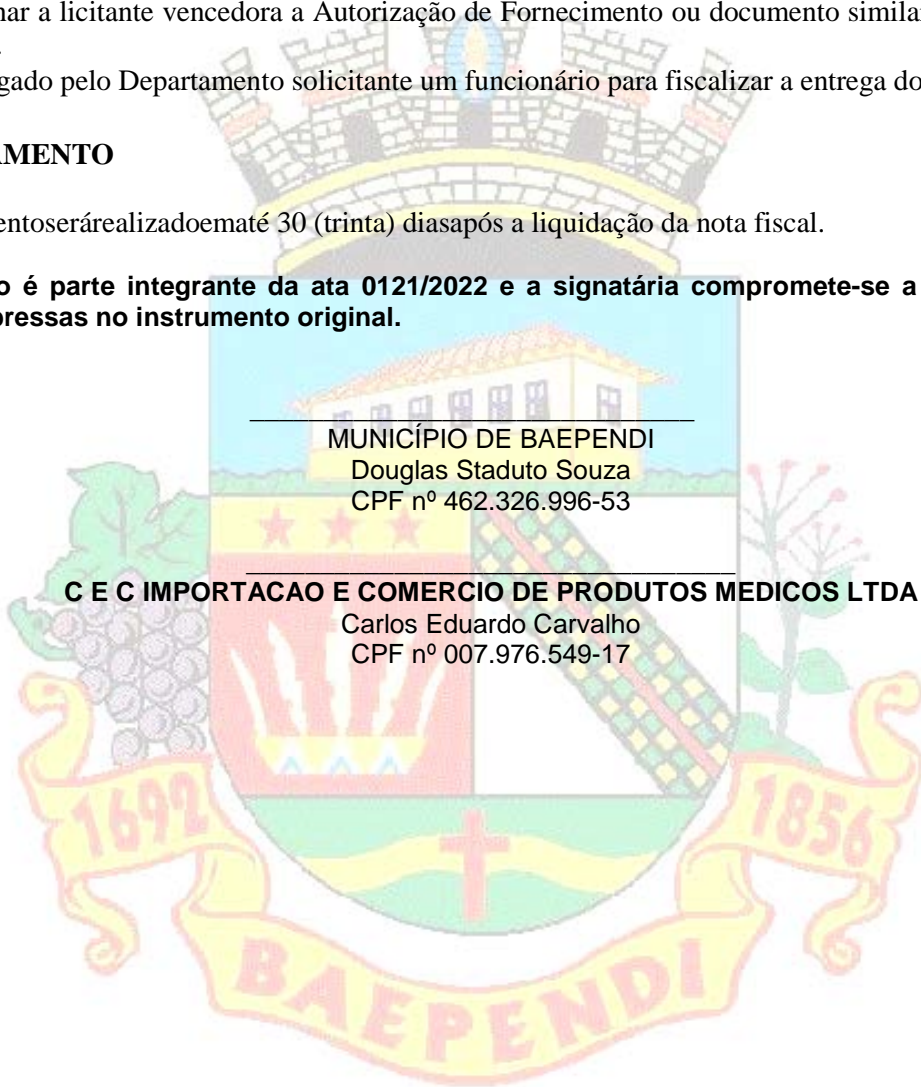 nar a licitante vencedora a Autorização de Fornecimento ou documento similar
.
gado pelo Departamento solicitante um funcionário para fiscalizar a entrega do
AMENTO
entoserárealizadoematé 30 (trinta) diasapós a liquidação da nota fiscal.
o é parte integrante da ata 0121/2022 e a signatária compromete-se a
pressas no instrumento original.
MUNICÍPIO DE BAEPENDI
Douglas Staduto Souza
CPF nº 462.326.996-53
C E C IMPORTACAO E COMERCIO DE PRODUTOS MEDICOS LTDA
Carlos Eduardo Carvalho
CPF nº 007.976.549-17
1692
1856
BAEPENDI